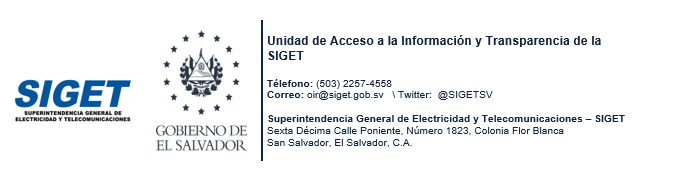 SIGET
SUPERINTENDENCIA GENERAL DE
ELECTRICIDAD Y TELECOMUNICACIONES
GOBIERNO DE
EL SALVADOR
Unidad de Acceso a la Información y Transparencia de la
SIGET
Télefono: (503) 2257-4558
Correo: oir@siget.gob.sv \ Twitter: @SIGETSV
Superintendencia General de Electricidad y Telecomunicaciones – SIGET
Sexta Décima Calle Poniente, Número 1823, Colonia Flor Blanca
San Salvador, El Salvador, C.A.